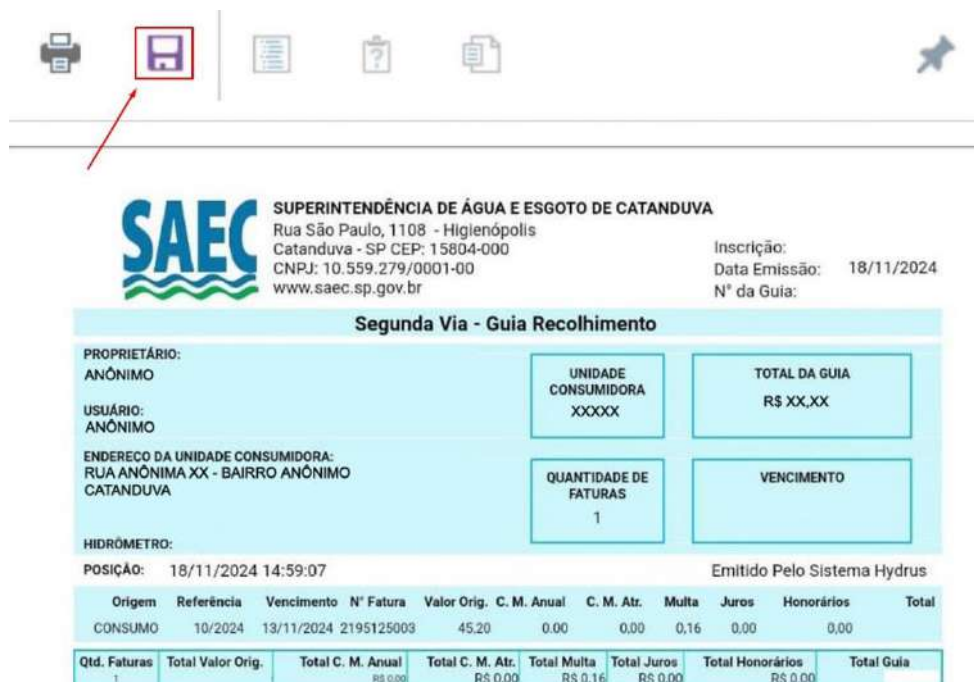 SAEC
SUPERINTENDÊNCIA DE ÁGUA E ESGOTO DE CATANDUVA
Rua São Paulo, 1108 - Higienópolis
Catanduva - SP CEP: 15804-000
CNPJ: 10.559.279/0001-00
www.saec.sp.gov.br
Inscrição:
Data Emissão: 18/11/2024
N° da Guia:
Segunda Via - Guia Recolhimento
PROPRIETÁRIO:
ANÔNIMO
USUÁRIO:
ANÔNIMO
UNIDADE
CONSUMIDORA
XXXXX
TOTAL DA GUIA
R$ XX,XX
ENDEREÇO DA UNIDADE CONSUMIDORA:
RUA ANÔNIMA XX - BAIRRO ANÔNIMO
CATANDUVA
QUANTIDADE DE
FATURAS
1
VENCIMENTO
HIDRÔMETRO:
POSIÇÃO: 18/11/2024 14:59:07
Emitido Pelo Sistema Hydrus
Origem Referência Vencimento N° Fatura Valor Orig. C. M. Anual C. M. Atr. Multa Juros Honorários Total
CONSUMO 10/2024 13/11/2024 2195125003 45.20 0.00 0,00 0,16 0,00 0,00
Qtd. Faturas Total Valor Orig. Total C. M. Anual Total C. M. Atr. Total Multa Total Juros Total Honorários Total Guia
1 R$ 0,00 R$ 0,00 R$ 0,16 R$ 0,00 R$ 0,00